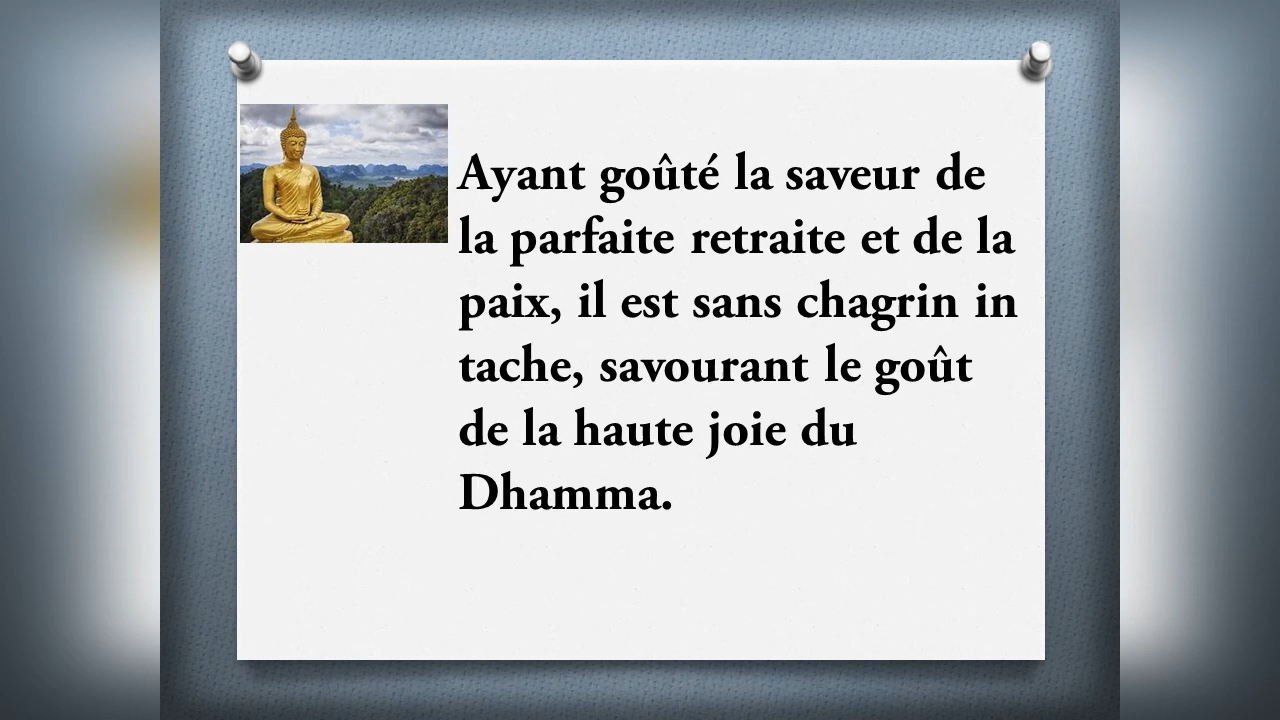 Ayant goûté la saveur de
la parfaite retraite et de la
paix, il est sans chagrin in
tache, savourant le goût
de la haute joie du
Dhamma.